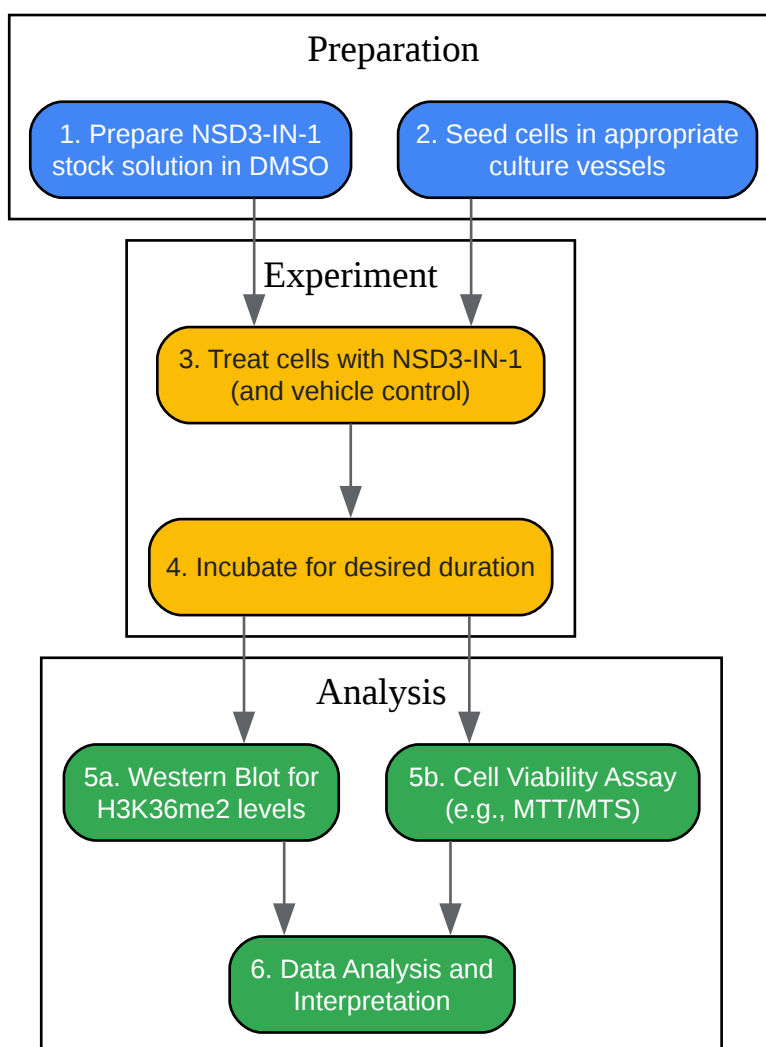 Preparation
1. Prepare NSD3-IN-1
stock solution in DMSO
2. Seed cells in appropriate
culture vessels
Experiment
3. Treat cells with NSD3-IN-1
(and vehicle control)
4. Incubate for desired duration
Analysis
5a. Western Blot for
H3K36me2 levels
5b. Cell Viability Assay
(e.g., MTT/MTS)
6. Data Analysis and
Interpretation